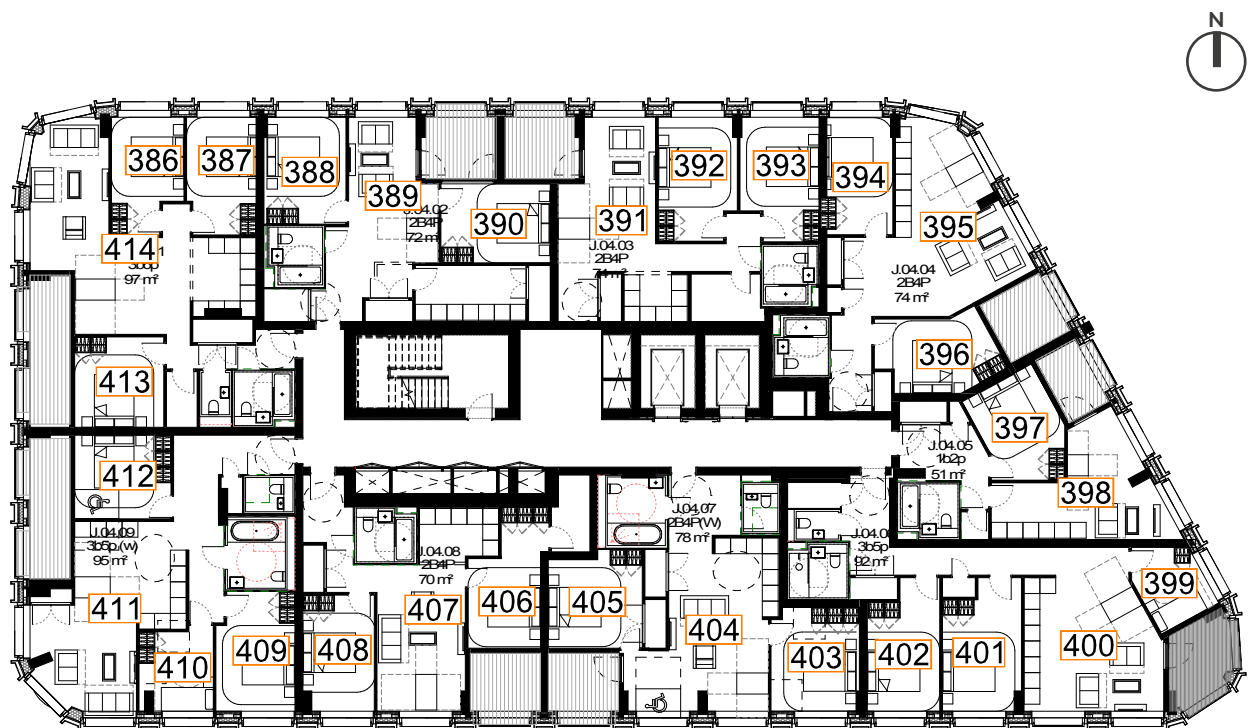 N
386
387
388
389
390
391
392
393
394
395
396
397
398
399
400
401
402
403
404
405
406
407
408
409
410
411
412
413
414
97 m²
J.04.02
2B4P
72 m²
J.04.03
2B4P
J.04.04
2B4P
74 m²
J.04.05
1b2p
51 m²
3b5p
92 m²
J.04.07
2B4P(W)
78 m²
J.04.08
2B4P
70 m²
J.04.09
3b5p (w)
95 m²